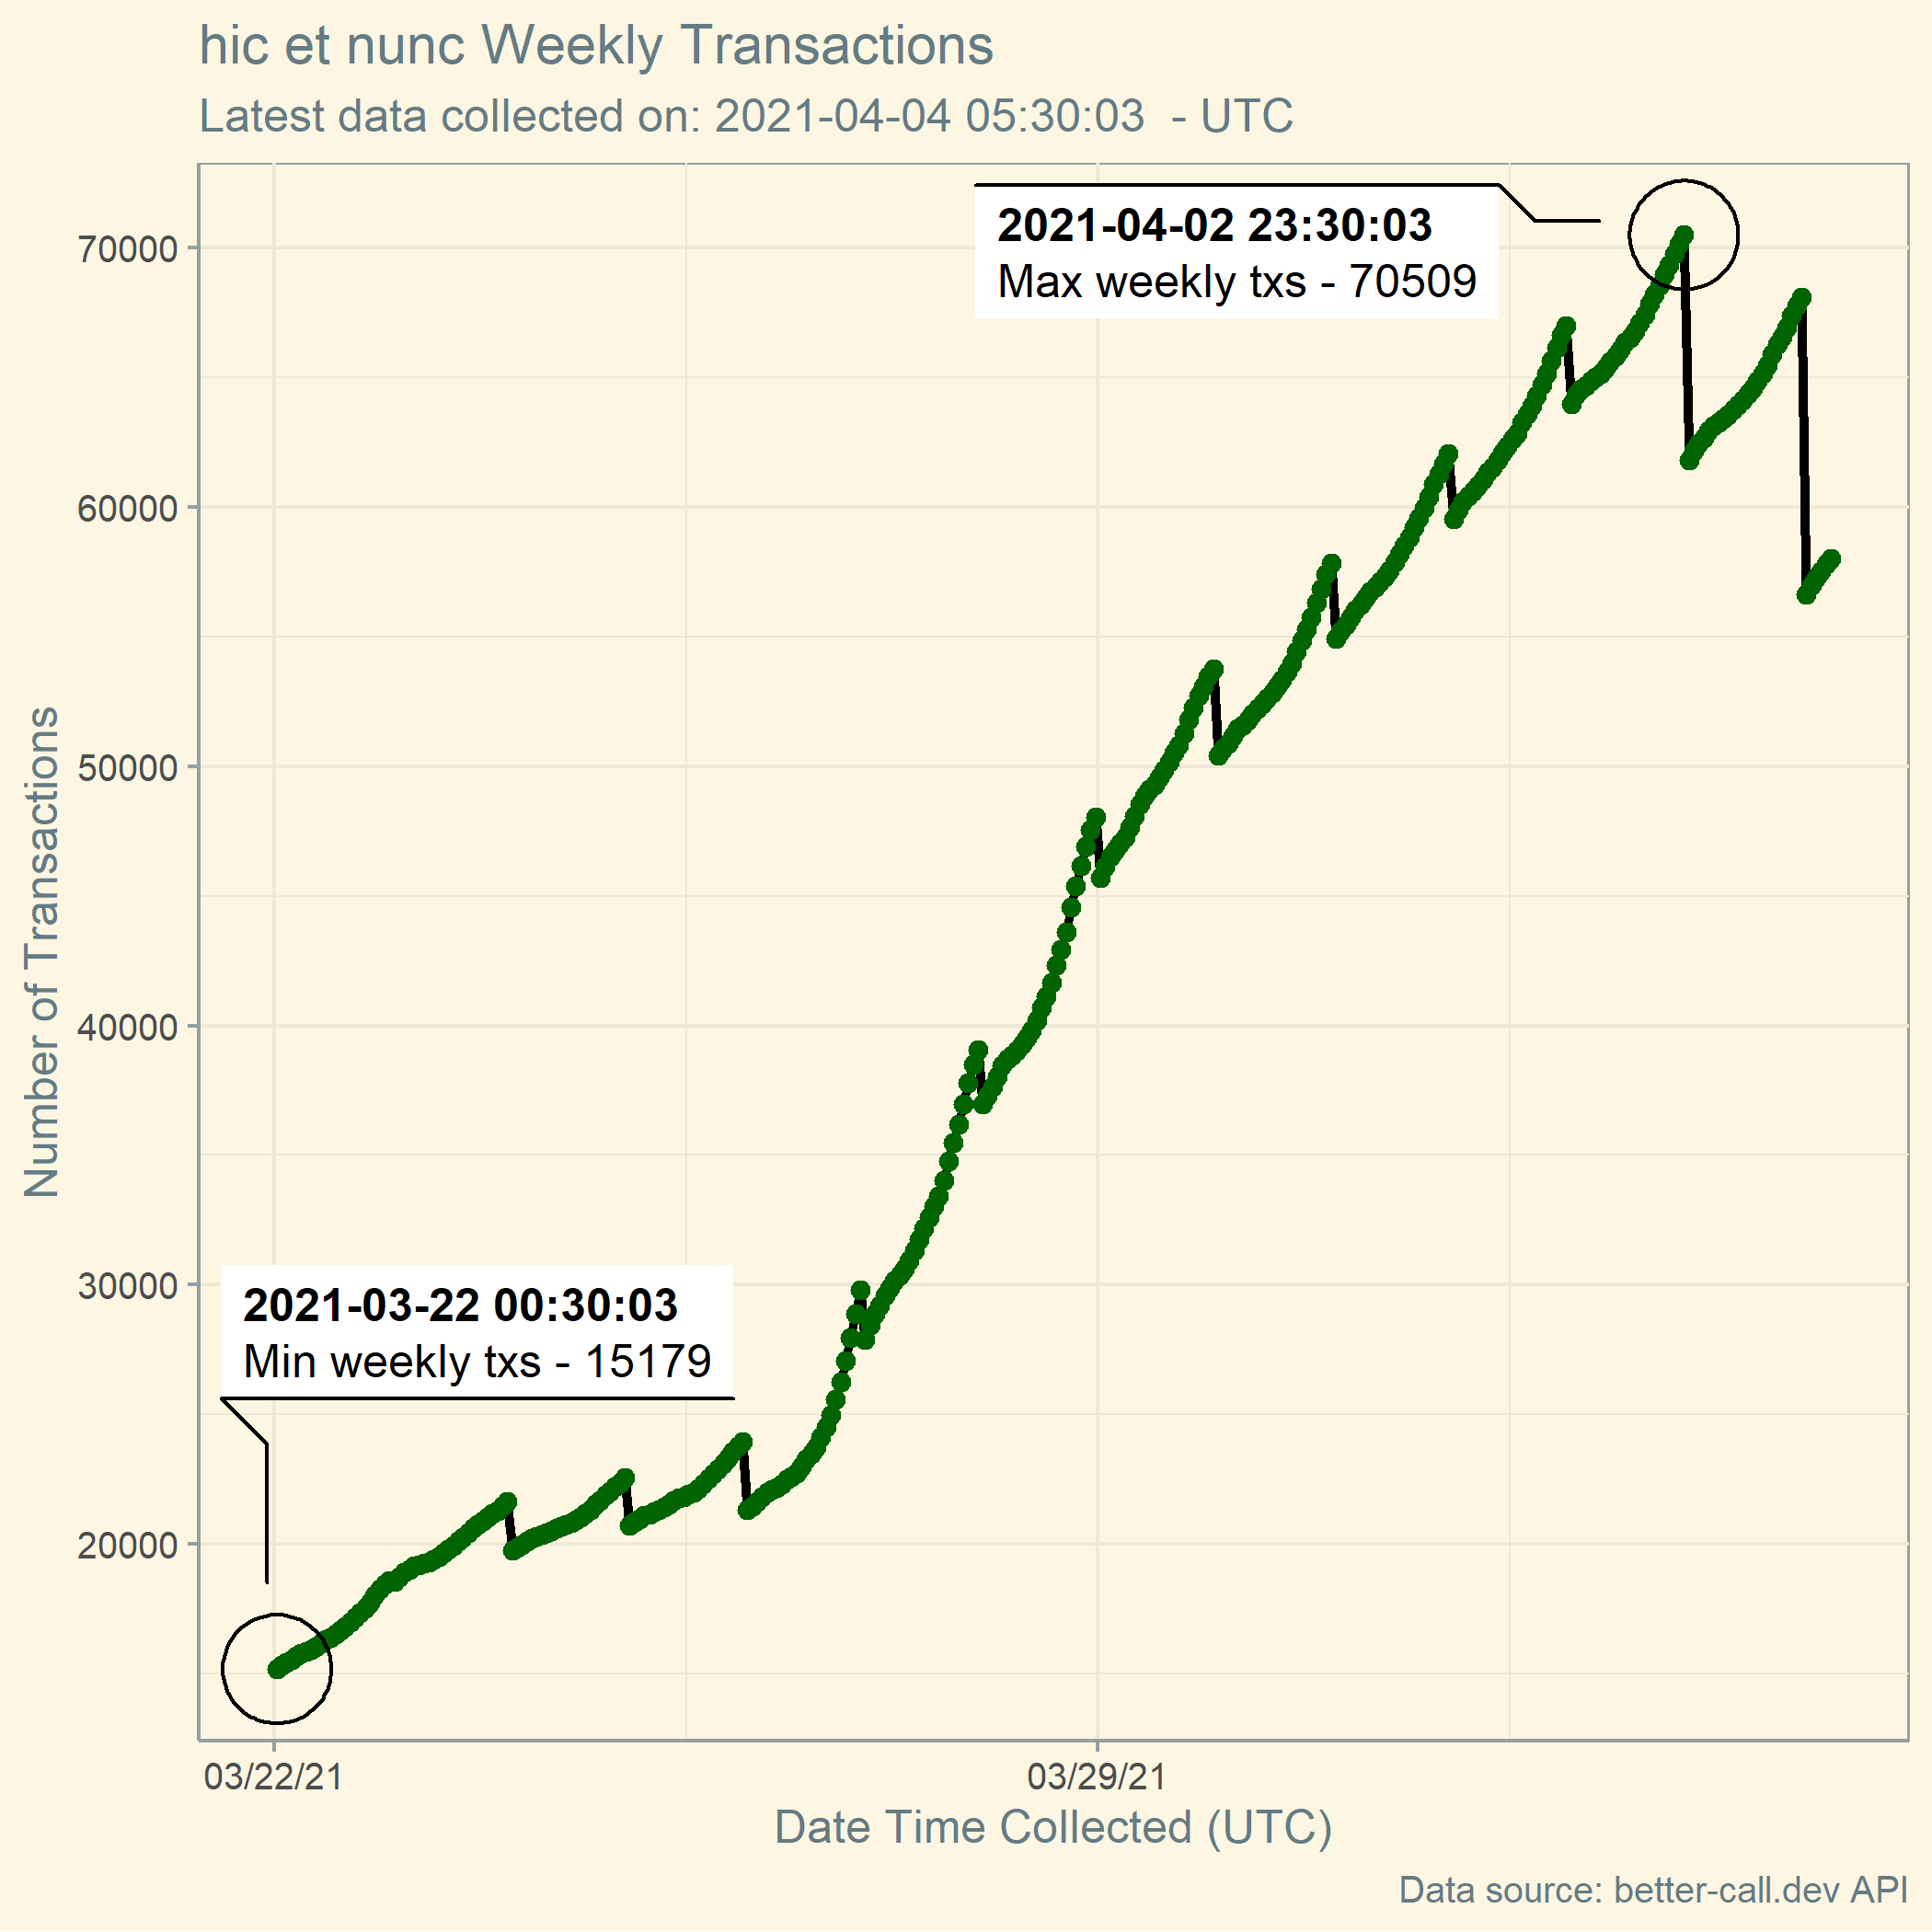 hic et nunc Weekly Transactions
Latest data collected on: 2021-04-04 05:30:03  - UTC
2021-04-02 23:30:03
Max weekly txs - 70509
70000
60000
50000
40000
30000
20000
Number of Transactions
2021-03-22 00:30:03
Min weekly txs - 15179
03/22/21
03/29/21
Date Time Collected (UTC)
Data source: better-call.dev API